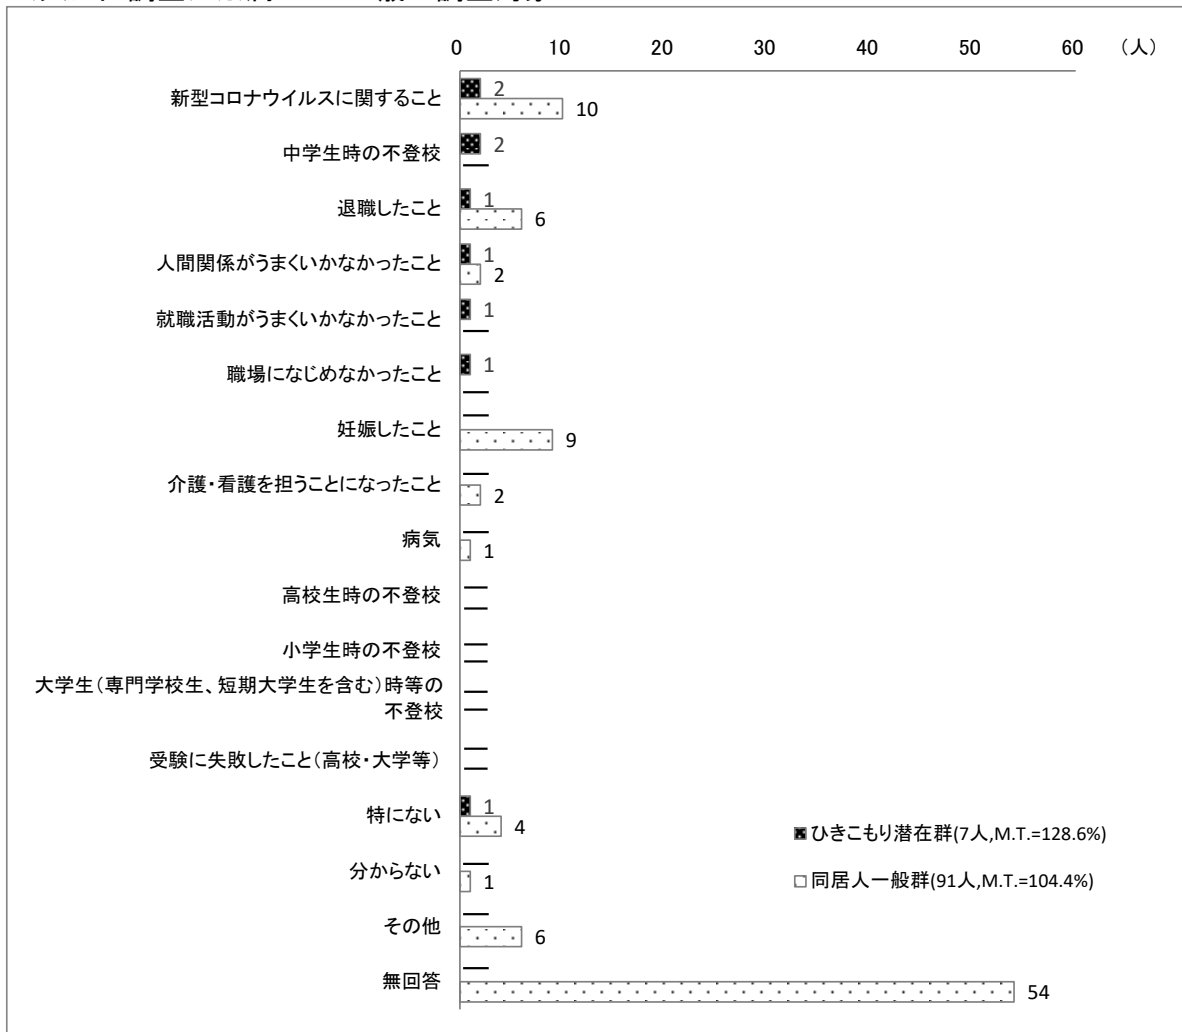 0 10 20 30 40 50 60 （人）
新型コロナウイルスに関すること 2
10
中学生時の不登校 2
退職したこと 1
6
人間関係がうまくいかなかったこと 1
2
就職活動がうまくいかなかったこと 1
職場になじめなかったこと 1
妊娠したこと 9
介護・看護を担うことになったこと 2
病気 1
高校生時の不登校
小学生時の不登校
大学生（専門学校生、短期大学生を含む）時等の
不登校
受験に失敗したこと（高校・大学等）
特にない 1
4
ひきこもり潜在群(7人,M.T.=128.6%)
分からない 1
同居人一般群(91人,M.T.=104.4%)
その他 6
無回答 54